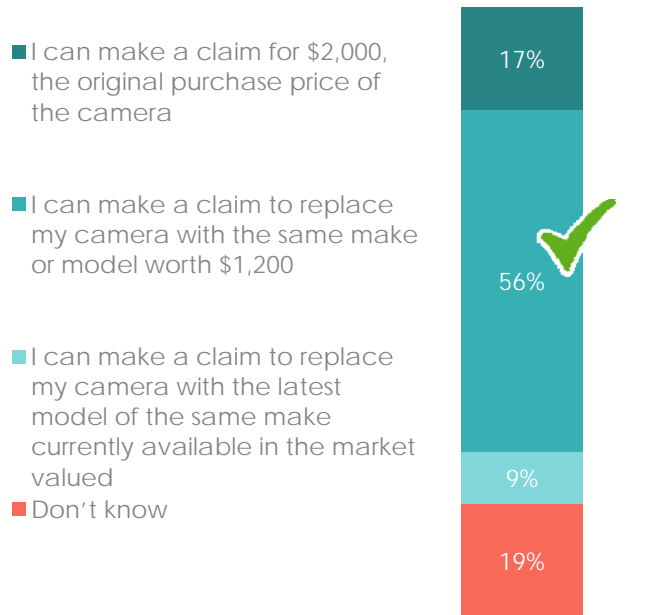 I can make a claim for $2,000,
the original purchase price of
the camera
17%
I can make a claim to replace
my camera with the same make
or model worth $1,200
56%
I can make a claim to replace
my camera with the latest
model of the same make
currently available in the market
valued
9%
Don't know
19%